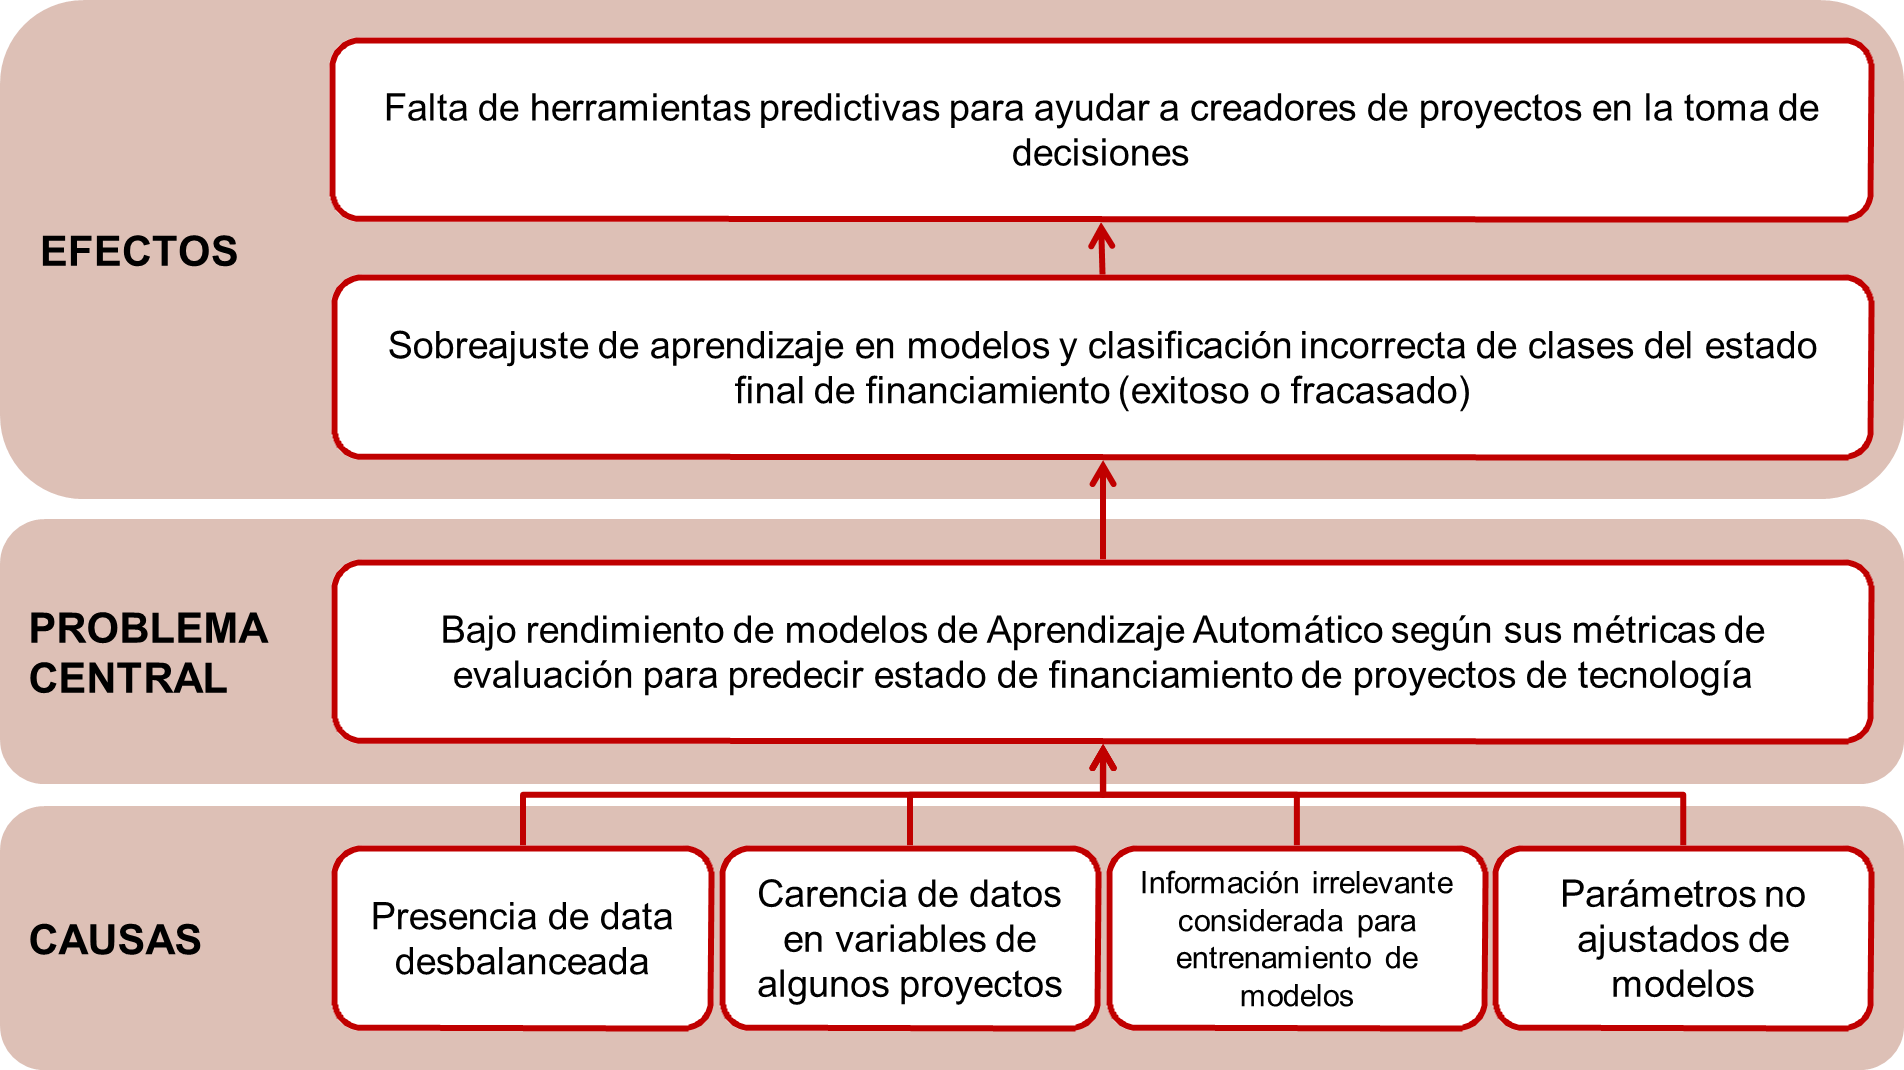 Falta de herramientas predictivas para ayudar a creadores de proyectos en la toma de
decisiones
EFECTOS
Sobreajuste de aprendizaje en modelos y clasificación incorrecta de clases del estado
final de financiamiento (exitoso o fracasado)
PROBLEMA
CENTRAL
Bajo rendimiento de modelos de Aprendizaje Automático según sus métricas de
evaluación para predecir estado de financiamiento de proyectos de tecnología
CAUSAS
Presencia de data
desbalanceada
Carencia de datos
en variables de
algunos proyectos
Información irrelevante
considerada para
entrenamiento de
modelos
Parámetros no
ajustados de
modelos